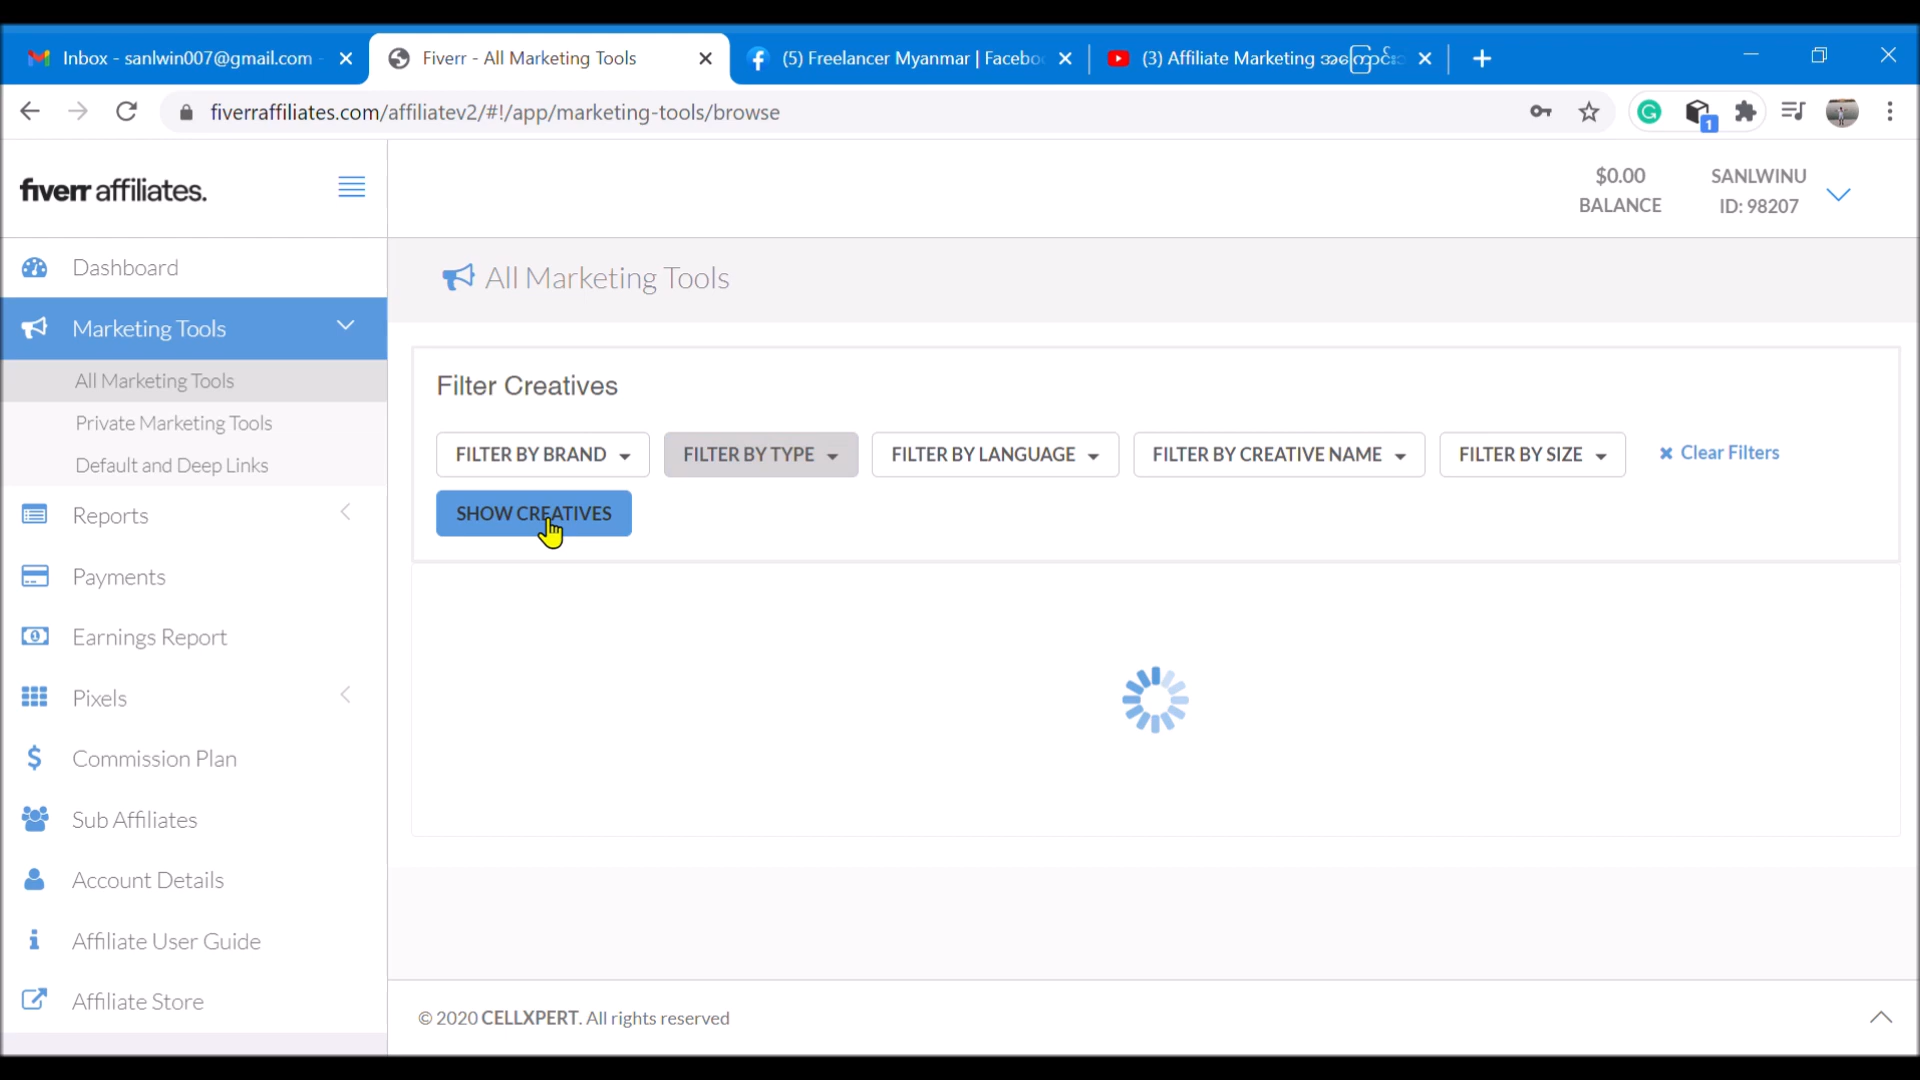 Inbox - sanlwin007@gmail.com -
Fiverr - All Marketing Tools
(5) Freelancer Myanmar | Facebo
(3) Affiliate Marketing အကြောင်း
fiverraffiliates.com/affiliatev2/#!/app/marketing-tools/browse
1
fiverr affiliates.
$0.00
BALANCE
SANLWINU
ID: 98207
Dashboard
Marketing Tools
All Marketing Tools
Private Marketing Tools
Default and Deep Links
Reports
Payments
Earnings Report
Pixels
Commission Plan
Sub Affiliates
Account Details
Affiliate User Guide
Affiliate Store
All Marketing Tools
Filter Creatives
FILTER BY BRAND
FILTER BY TYPE
FILTER BY LANGUAGE
FILTER BY CREATIVE NAME
FILTER BY SIZE
Clear Filters
SHOW CREATIVES
© 2020 CELLXPERT. All rights reserved